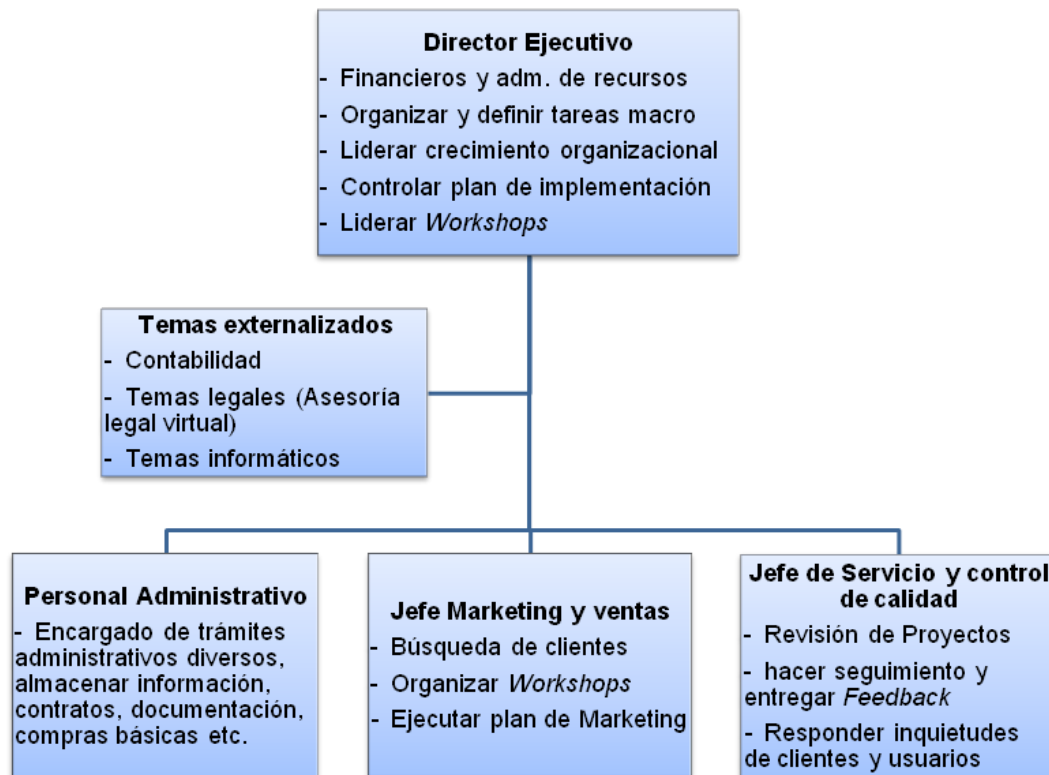 Director Ejecutivo
- Financieros y adm. de recursos
- Organizar y definir tareas macro
- Liderar crecimiento organizacional
- Controlar plan de implementación
- Liderar Workshops
Temas externalizados
- Contabilidad
- Temas legales (Asesoría
legal virtual)
- Temas informáticos
Personal Administrativo
- Encargado de trámites
administrativos diversos,
almacenar información,
contratos, documentación,
compras básicas etc.
Jefe Marketing y ventas
- Búsqueda de clientes
- Organizar Workshops
- Ejecutar plan de Marketing
Jefe de Servicio y control
de calidad
- Revisión de Proyectos
- hacer seguimiento y
entregar Feedback
- Responder inquietudes
de clientes y usuarios